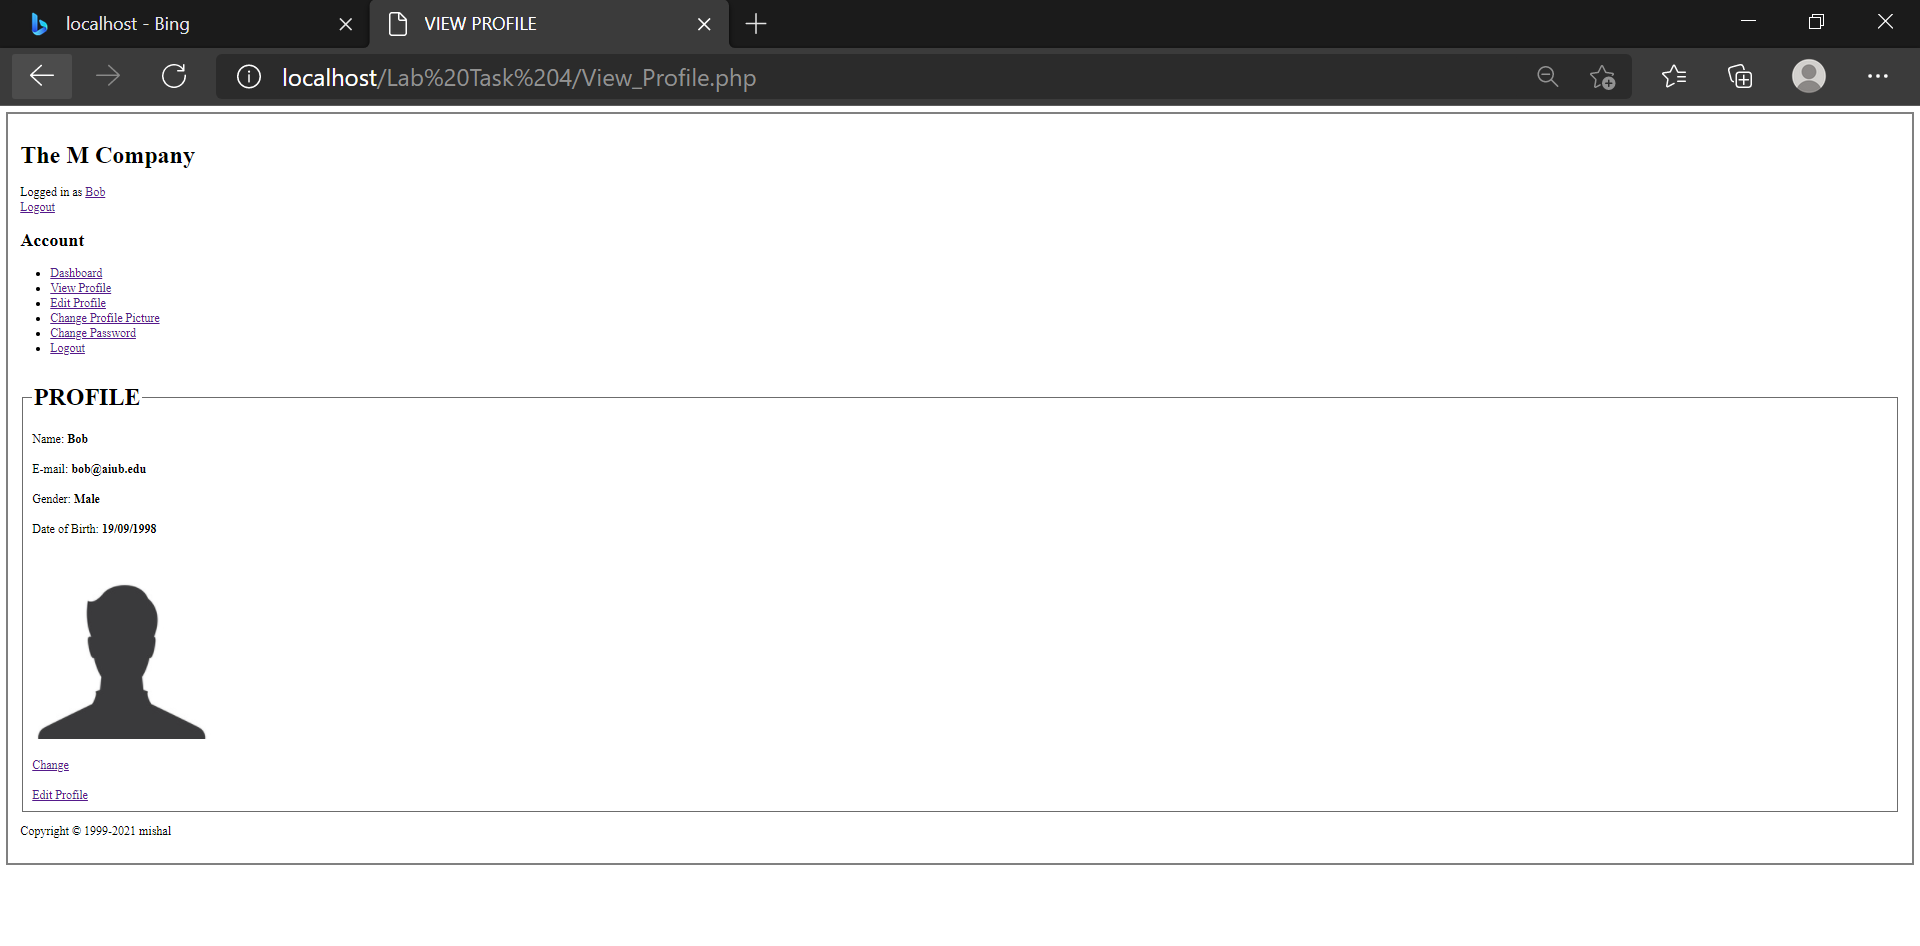 localhost - Bing
VIEW PROFILE
localhost/Lab%20Task%204/View_Profile.php
The M Company
Logged in as Bob
Logout
Account
Dashboard
View Profile
Edit Profile
Change Profile Picture
Change Password
Logout
PROFILE
Name: Bob
E-mail: bob@aiub.edu
Gender: Male
Date of Birth: 19/09/1998
Change
Edit Profile
Copyright © 1999-2021 mishal